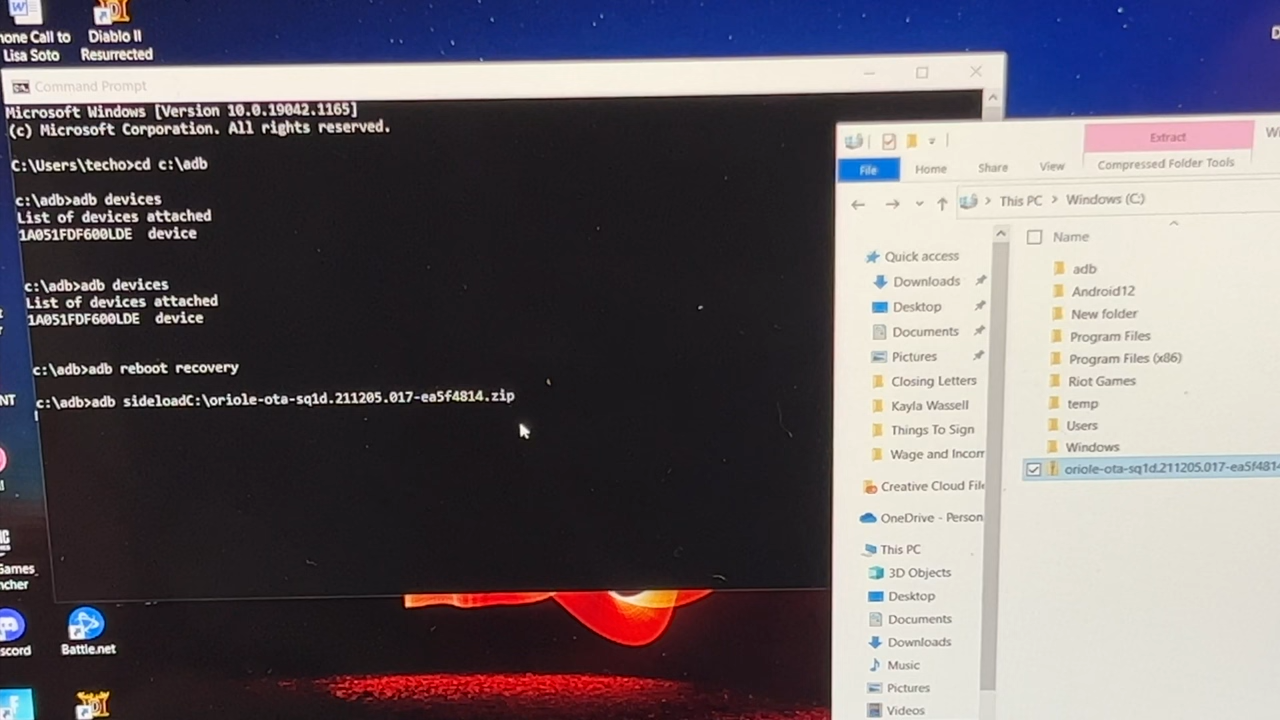 one Call to
Lisa Soto
Diablo II
Resurrected
Command Prompt
Microsoft Windows [Version 10.0.19042.1165]
(c) Microsoft Corporation. All rights reserved.
C:\Users\techo>cd c:\adb
c:\adb>adb devices
List of devices attached
1A051FDF600LDE device
c:\adb>adb devices
List of devices attached
1A051FDF600LDE device
c:\adb>adb reboot recovery
c:\adb>adb sideloadC:\oriole-ota-sq1d.211205.017-ea5f4814.zip
NT
Games
ncher
scord
Battle.net
Extract
File
Home
Share
View
Compressed Folder Tools
This PC > Windows (C:)
Name
Quick access
Downloads
Desktop
Documents
Pictures
Closing Letters
Kayla Wassell
Things To Sign
Wage and Incom
Creative Cloud File
OneDrive - Person
This PC
3D Objects
Desktop
Documents
Downloads
Music
Pictures
Videos
adb
Android12
New folder
Program Files
Program Files (x86)
Riot Games
temp
Users
Windows
oriole-ota-sq1d.211205.017-ea5f4814